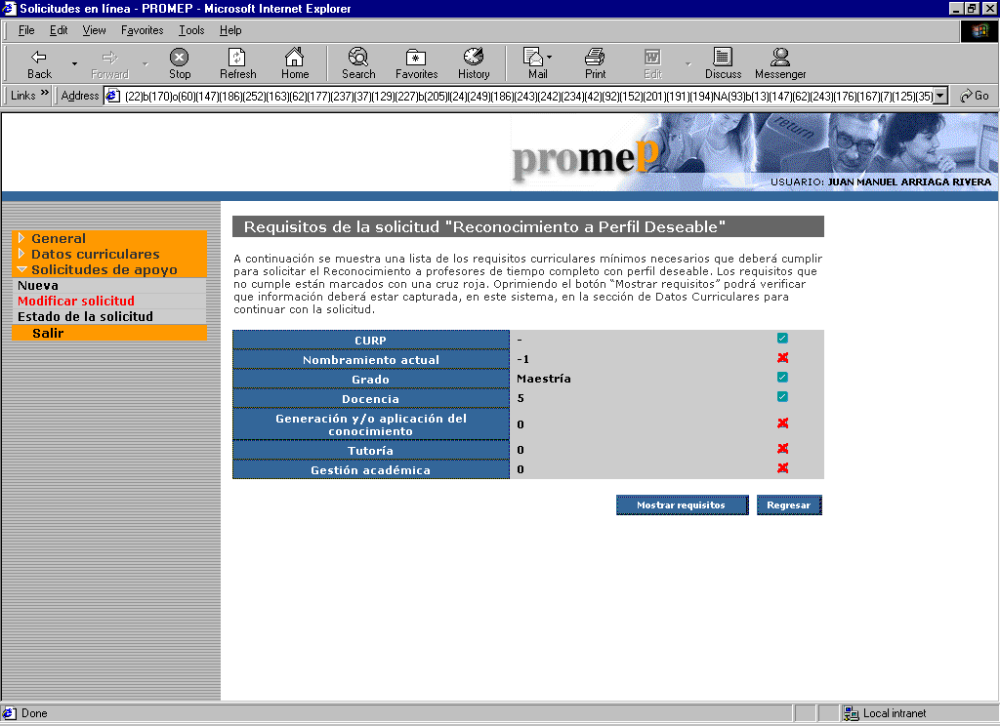 Solicitudes en línea - PROMEP - Microsoft Internet Explorer
File Edit View Favorites Tools Help
Back Forward Stop Refresh Home Search Favorites History Mail Print Edit Discuss Messenger
Links » Address (22)b(170)o(60)(147)(186)(252)(163)(62)(177)(237)(37)(129)(227)b(205)(24)(249)(186)(243)(242)(234)(42)(92)(152)(201)(191)(194)NA(93)b(13)(147)(62)(243)(176)(167)(7)(125)(35) Go
promep
return
USUARIO: JUAN MANUEL ARRIAGA RIVERA
General
Datos curriculares
Solicitudes de apoyo
Nueva
Modificar solicitud
Estado de la solicitud
Salir
Requisitos de la solicitud "Reconocimiento a Perfil Deseable"
A continuación se muestra una lista de los requisitos curriculares mínimos necesarios que deberá cumplir
para solicitar el Reconocimiento a profesores de tiempo completo con perfil deseable. Los requisitos que
no cumple están marcados con una cruz roja. Oprimiendo el botón “Mostrar requisitos” podrá verificar
que información deberá estar capturada, en este sistema, en la sección de Datos Curriculares para
continuar con la solicitud.
CURP -
Nombramiento actual -1
Grado Maestría
Docencia 5
Generación y/o aplicación del
conocimiento 0
Tutoría 0
Gestión académica 0
Mostrar requisitos Regresar
Done Local intranet